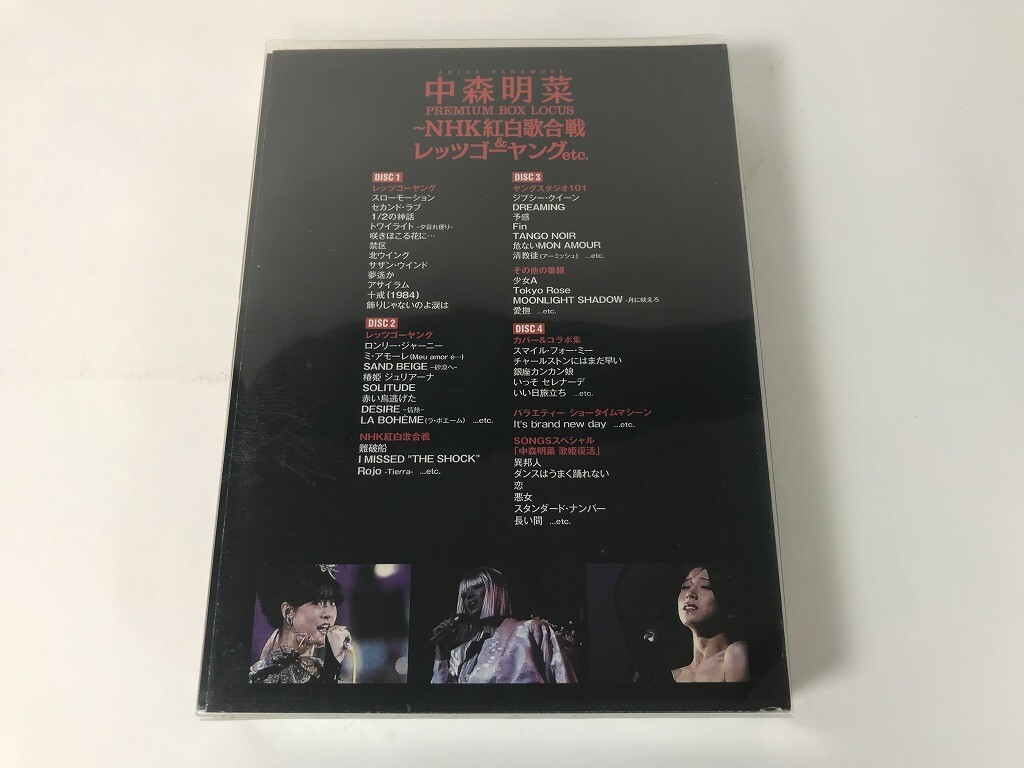 AKINA NAKAMORI
中森明菜
PREMIUM BOX LOCUS
~NHK紅白歌合戦
&
レッツゴーヤングetc.
DISC 1
レッツゴーヤング
スローモーション
セカンド・ラブ
1/2の神話
トワイライト -夕暮れ便り-
咲きほこる花に…
禁区
北ウイング
サザン・ウインド
夢遥か
アサイラム
十戒(1984)
飾りじゃないのよ涙は
DISC 2
レッツゴーヤング
ロンリー・ジャーニー
ミ・アモーレ(Meu amor é…)
SAND BEIGE -砂漠へ-
椿姫 ジュリアーナ
SOLITUDE
赤い鳥逃げた
DESIRE -情熱-
LA BOHÈME(ラ・ボエーム) ...etc.
NHK紅白歌合戦
難破船
I MISSED "THE SHOCK"
Rojo -Tierra- ...etc.
DISC 3
ヤングスタジオ101
ジプシー・クイーン
DREAMING
予感
Fin
TANGO NOIR
危ないMON AMOUR
清教徒(アーミッシュ) ...etc.
その他の番組
少女A
Tokyo Rose
MOONLIGHT SHADOW -月に吠えろ
愛撫 ...etc.
DISC 4
カバー&コラボ集
スマイル・フォー・ミー
チャールストンにはまだ早い
銀座カンカン娘
いっそ セレナーデ
いい日旅立ち ...etc.
バラエティー ショータイムマシーン
It's brand new day ...etc.
SONGSスペシャル
「中森明菜 歌姫復活」
異邦人
ダンスはうまく踊れない
恋
悪女
スタンダード・ナンバー
長い間 ...etc.